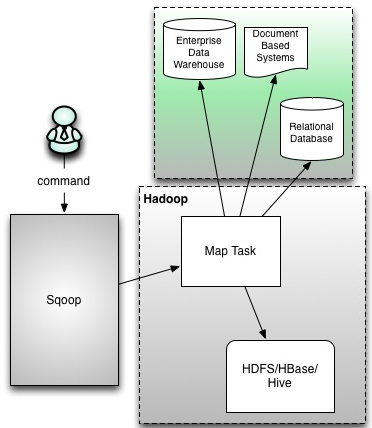 Enterprise
Data
Warehouse
Document
Based
Systems
Relational
Database
command
Hadoop
Map Task
Sqoop
HDFS/HBase/
Hive